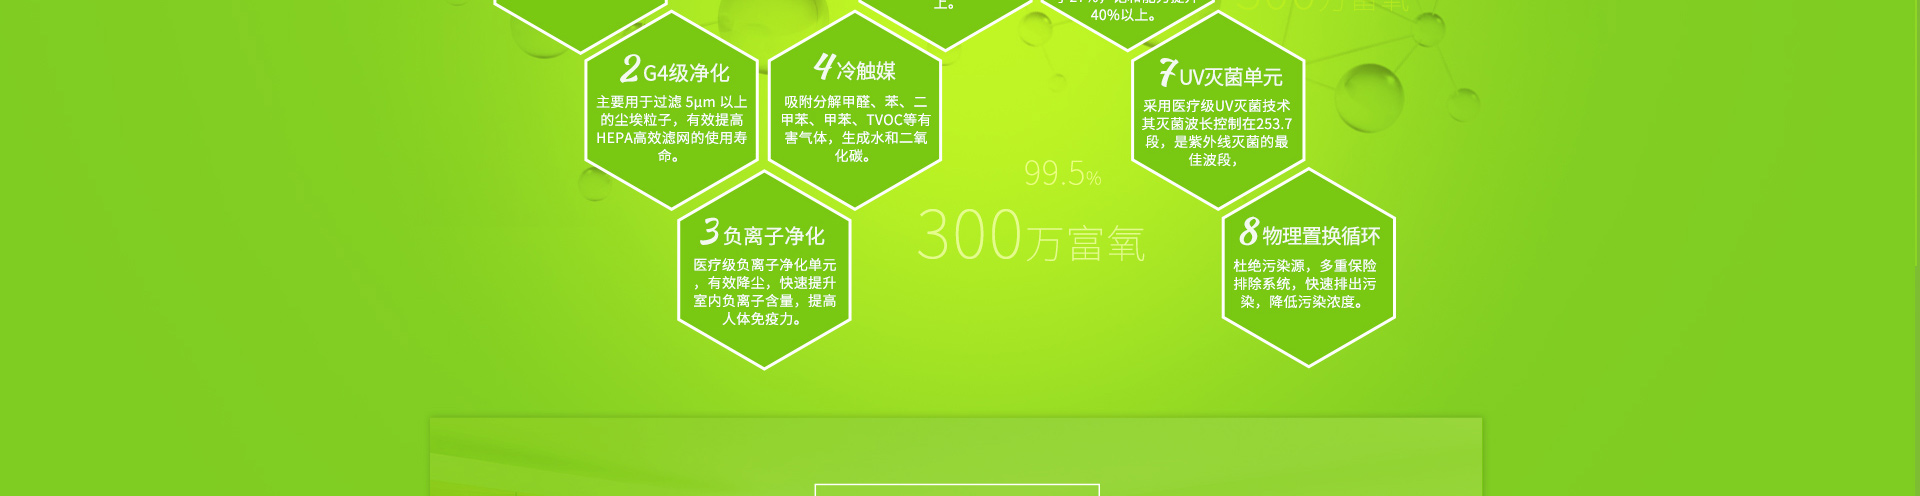 上。
40%以上。
300万富氧
2 G4级净化
主要用于过滤 5μm 以上
的尘埃粒子，有效提高
HEPA高效滤网的使用寿
命。
4 冷触媒
吸附分解甲醛、苯、二
甲苯、甲苯、TVOC等有
害气体，生成水和二氧
化碳。
7 UV灭菌单元
采用医疗级UV灭菌技术
其灭菌波长控制在253.7
段，是紫外线灭菌的最
佳波段，
99.5%
300万富氧
3 负离子净化
医疗级负离子净化单元
，有效降尘，快速提升
室内负离子含量，提高
人体免疫力。
8 物理置换循环
杜绝污染源，多重保险
排除系统，快速排出污
染，降低污染浓度。